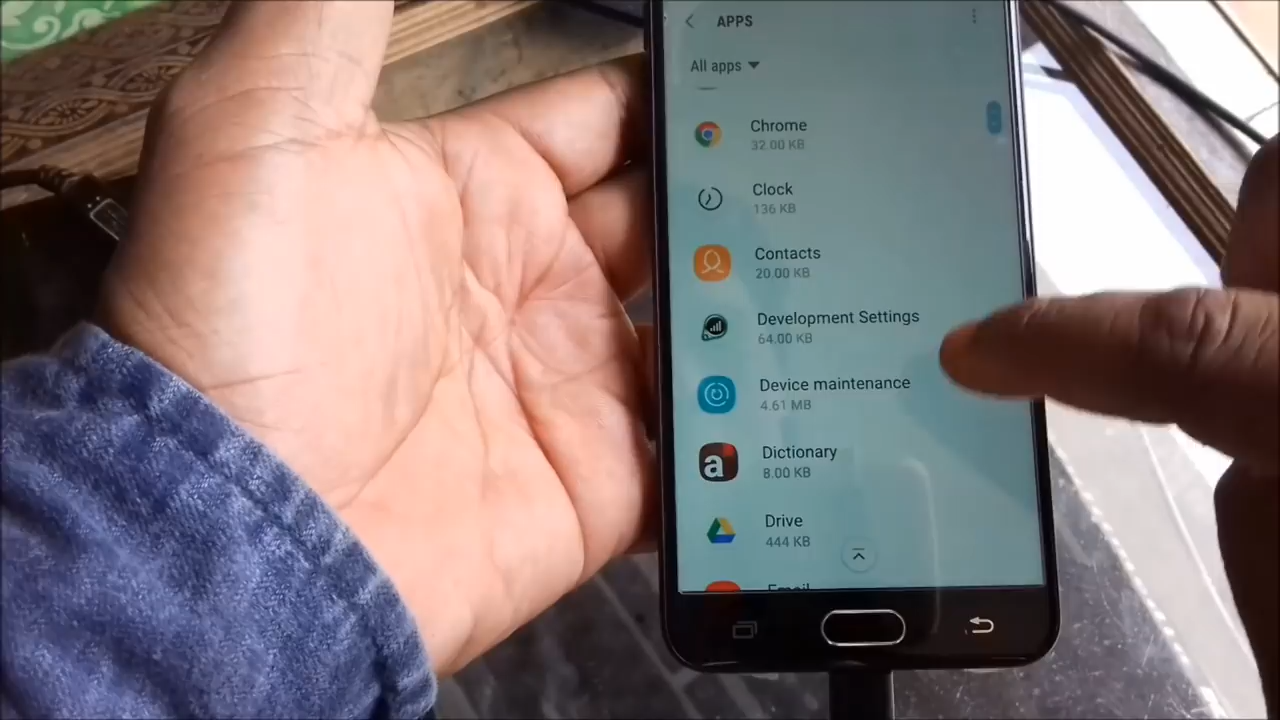 APPS
All apps
Chrome
32.00 KB
Clock
136 KB
Contacts
20.00 KB
Development Settings
64.00 KB
Device maintenance
4.61 MB
a
Dictionary
8.00 KB
Drive
444 KB
Email